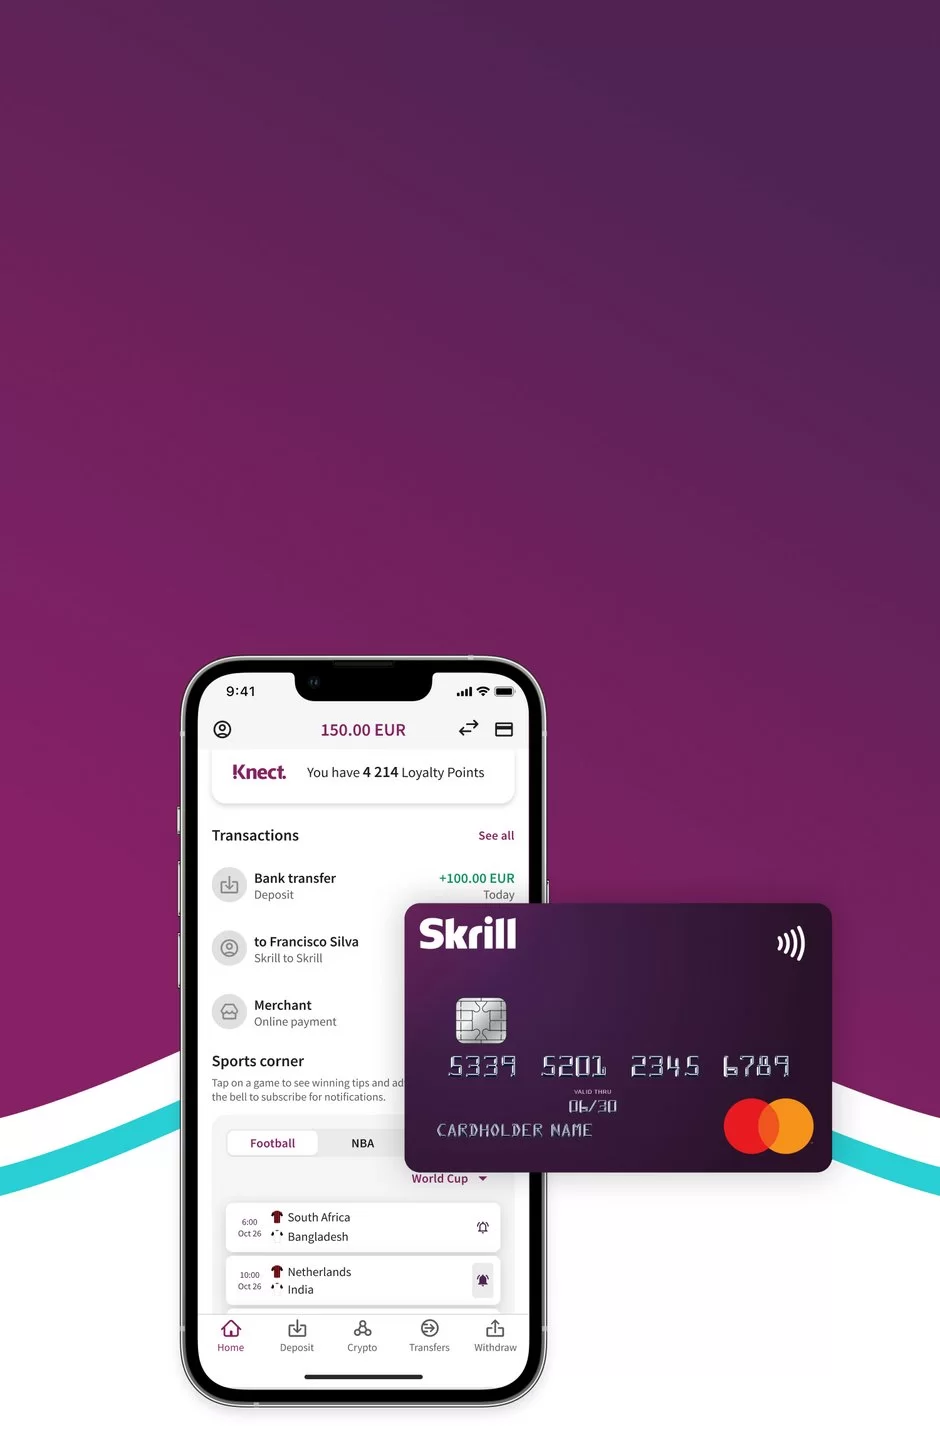 9:41
150.00 EUR
Knect. You have 4 214 Loyalty Points
Transactions See all
Bank transfer +100.00 EUR
Deposit Today
to Francisco Silva
Skrill to Skrill
Merchant
Online payment
Sports corner
Tap on a game to see winning tips and ad
the bell to subscribe for notifications.
Football NBA
World Cup
6:00 South Africa
Oct 26 Bangladesh
10:00 Netherlands
Oct 26 India
Home Deposit Crypto Transfers Withdraw
Skrill
5339 5201 2345 6789
VALID THRU
06/30
CARDHOLDER NAME